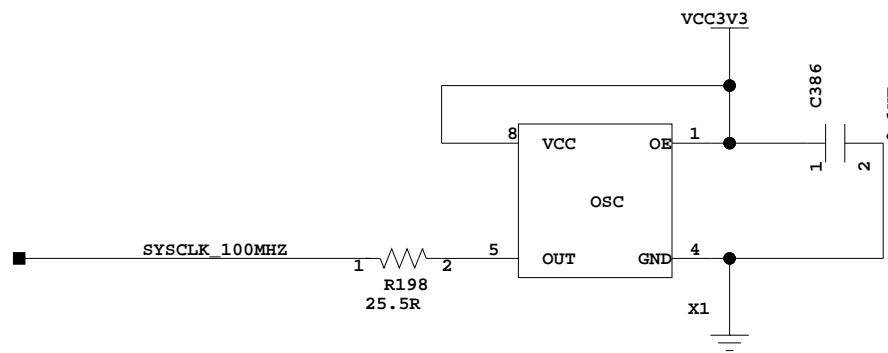 VCC3V3
C386
8
VCC
OE
1
1
2
OSC
SYSCLK_100MHZ
1
2
5
OUT
GND
4
R198
25.5R
X1